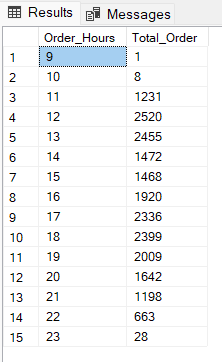 Results Messages
Order_Hours Total_Order
1 9 1
2 10 8
3 11 1231
4 12 2520
5 13 2455
6 14 1472
7 15 1468
8 16 1920
9 17 2336
10 18 2399
11 19 2009
12 20 1642
13 21 1198
14 22 663
15 23 28